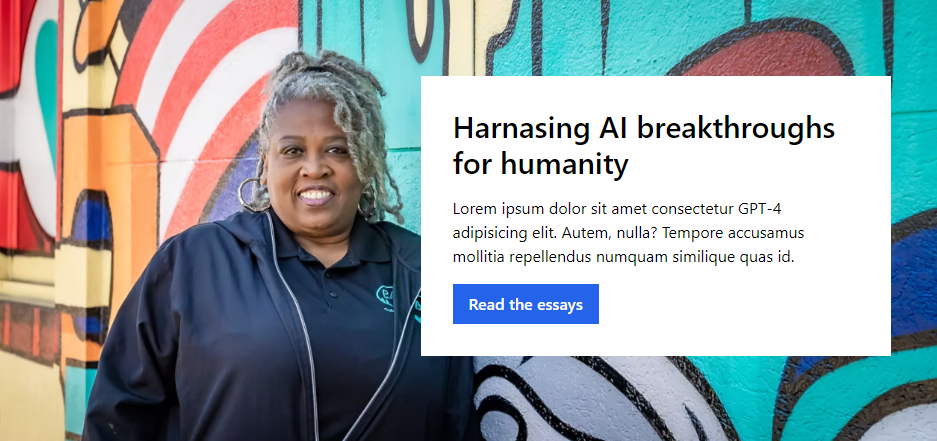 Harnasing AI breakthroughs
for humanity
Lorem ipsum dolor sit amet consectetur GPT-4
adipisicing elit. Autem, nulla? Tempore accusamus
mollitia repellendus numquam similique quas id.
Read the essays